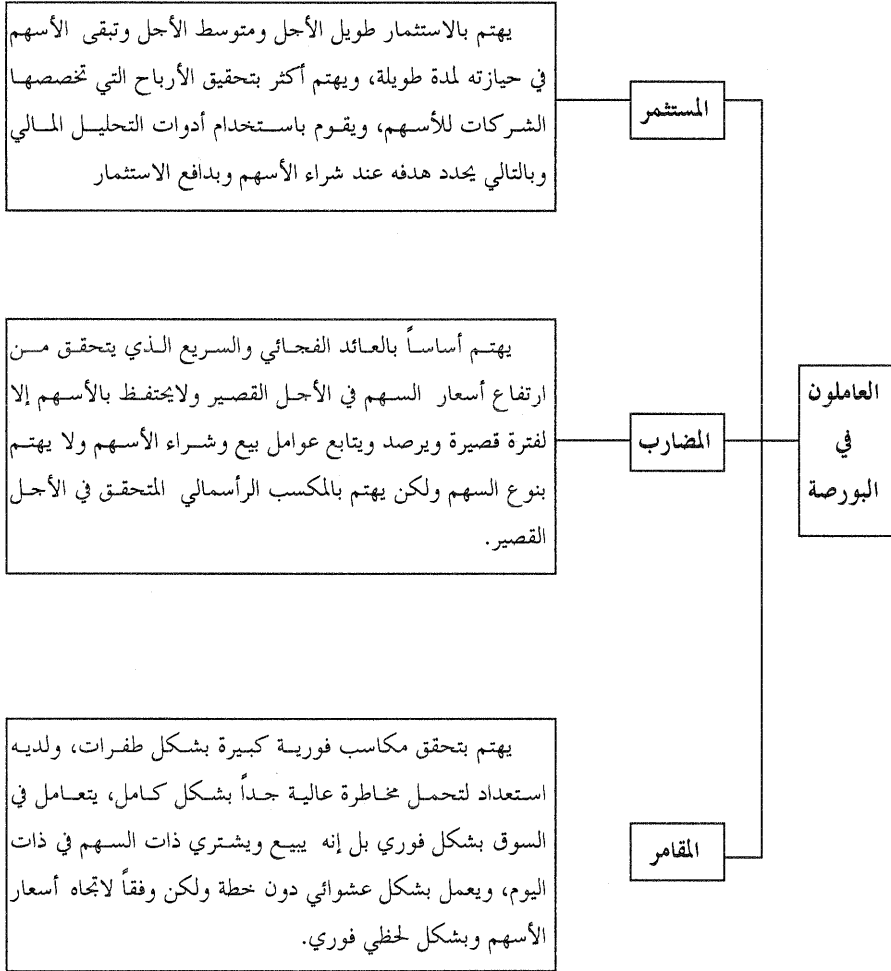 العاملون
في
البورصة
المستثمر
يهتم بالاستثمار طويل الأجل ومتوسط الأجل وتبقى الأسهم
في حيازته لمدة طويلة، ويهتم أكثر بتحقيق الأرباح التي تخصصها
الشركات للأسهم، ويقوم باستخدام أدوات التحليل المالي
وبالتالي يحدد هدفه عند شراء الأسهم وبدافع الاستثمار
المضارب
يهتم أساساً بالعائد الفجائي والسريع الذي يتحقق من
ارتفاع أسعار السهم في الأجل القصير ولايحتفظ بالأسهم إلا
لفترة قصيرة ويرصد ويتابع عوامل بيع وشراء الأسهم ولا يهتم
بنوع السهم ولكن يهتم بالمكسب الرأسمالي المتحقق في الأجل
القصير.
المقامر
يهتم بتحقق مكاسب فورية كبيرة بشكل طفرات، ولديه
استعداد لتحمل مخاطرة عالية جداً بشكل كامل، يتعامل في
السوق بشكل فوري بل إنه يبيع ويشتري ذات السهم في ذات
اليوم، ويعمل بشكل عشوائي دون خطة ولكن وفقاً لاتجاه أسعار
الأسهم وبشكل لحظي فوري.